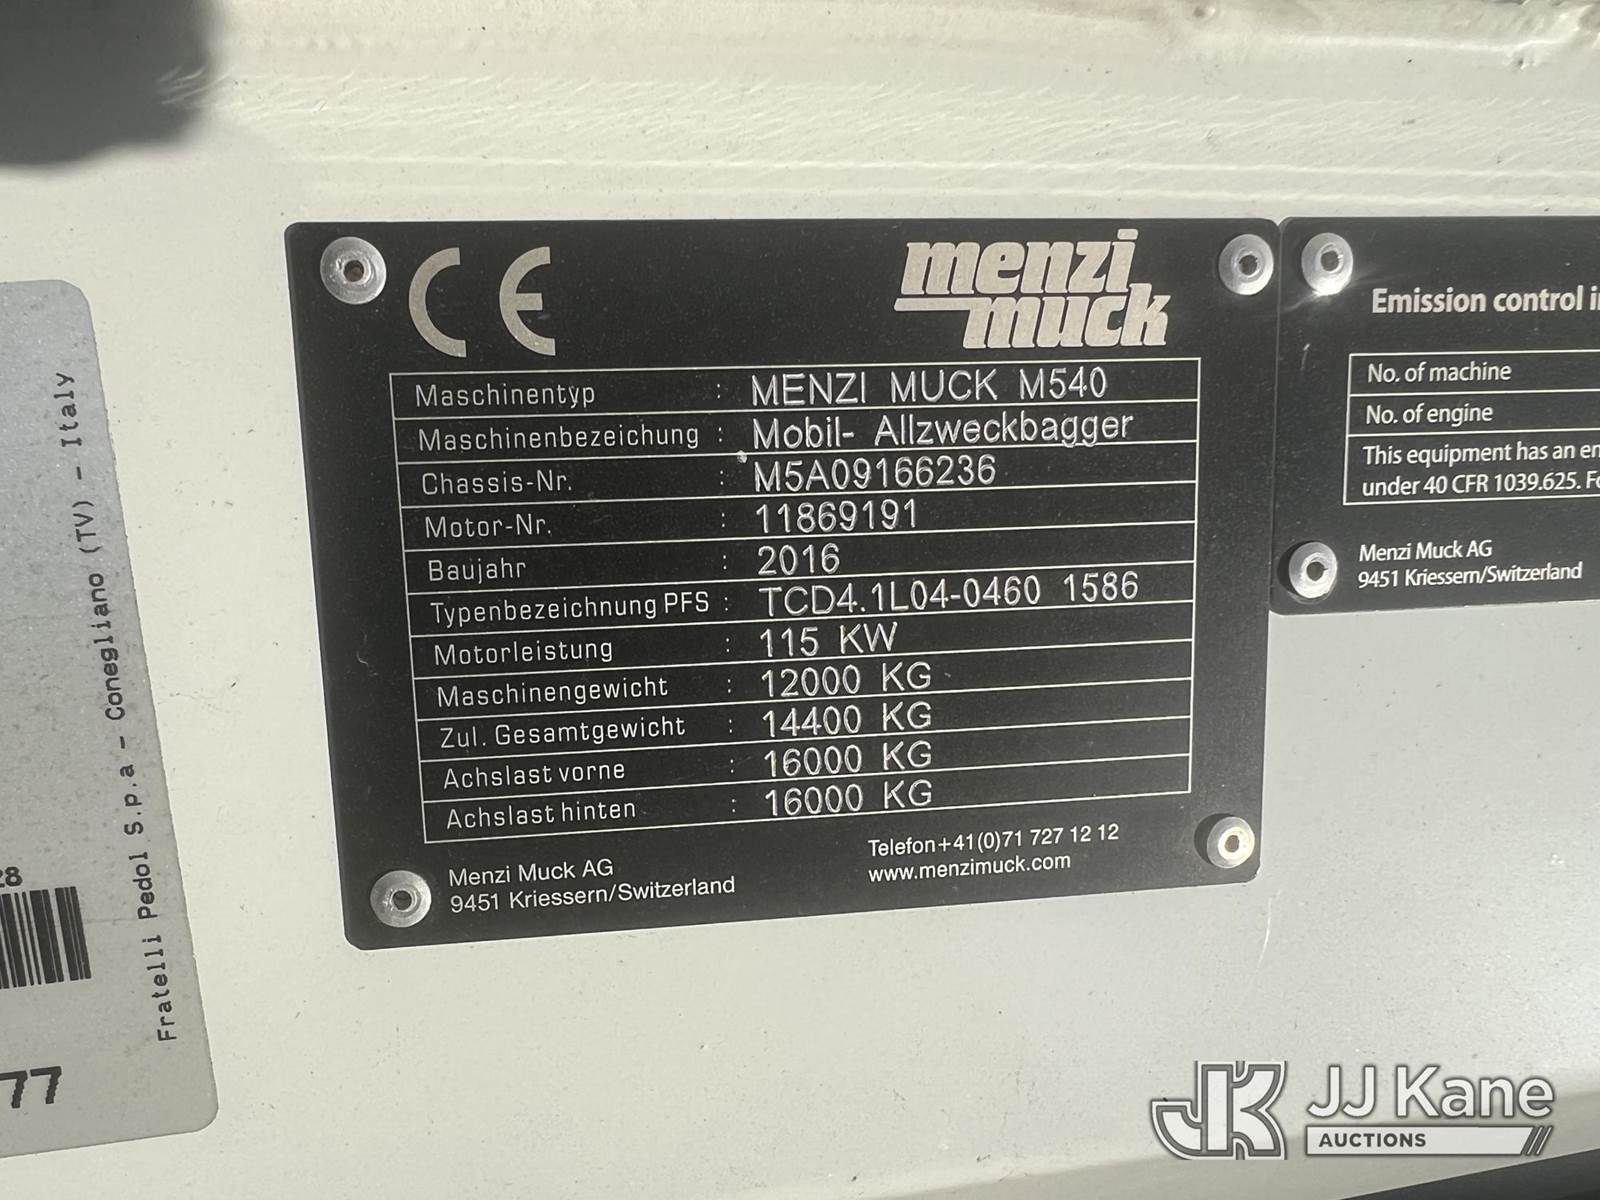 CE
menzi
muck
Maschinentyp : MENZI MUCK M540
Maschinenbezeichung : Mobil- Allzweckbagger
Chassis-Nr. : M5A09166236
Motor-Nr. : 11869191
Baujahr : 2016
Typenbezeichnung PFS : TCD4.1L04-0460 1586
Motorleistung : 115 KW
Maschinengewicht : 12000 KG
Zul. Gesamtgewicht : 14400 KG
Achslast vorne : 16000 KG
Achslast hinten : 16000 KG
Menzi Muck AG
9451 Kriessern/Switzerland
Telefon+41(0)71 727 12 12
www.menzimuck.com
Emission control
No. of machine
No. of engine
This equipment has an
under 40 CFR 1039.625.
Menzi Muck AG
9451 Kriessern/Switzerland
Fratelli Pedol S.p.a - Conegliano (TV) - Italy
77
JK JJ Kane
AUCTIONS